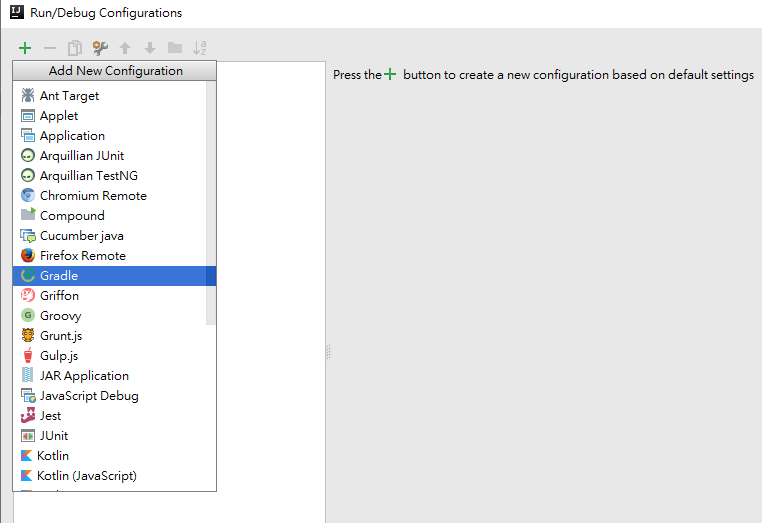 Run/Debug Configurations
Add New Configuration
Press the button to create a new configuration based on default settings
Ant Target
Applet
Application
Arquillian JUnit
Arquillian TestNG
Chromium Remote
Compound
Cucumber java
Firefox Remote
Gradle
Griffon
Groovy
Grunt.js
Gulp.js
JAR Application
JavaScript Debug
Jest
JUnit
Kotlin
Kotlin (JavaScript)